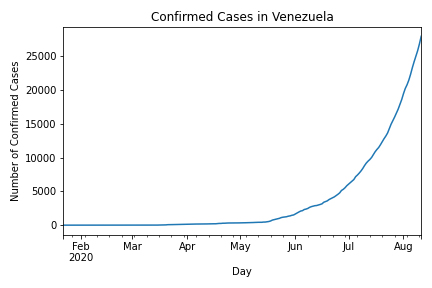 Confirmed Cases in Venezuela
Number of Confirmed Cases
25000
20000
15000
10000
5000
0
Feb Mar Apr May Jun Jul Aug
2020
Day